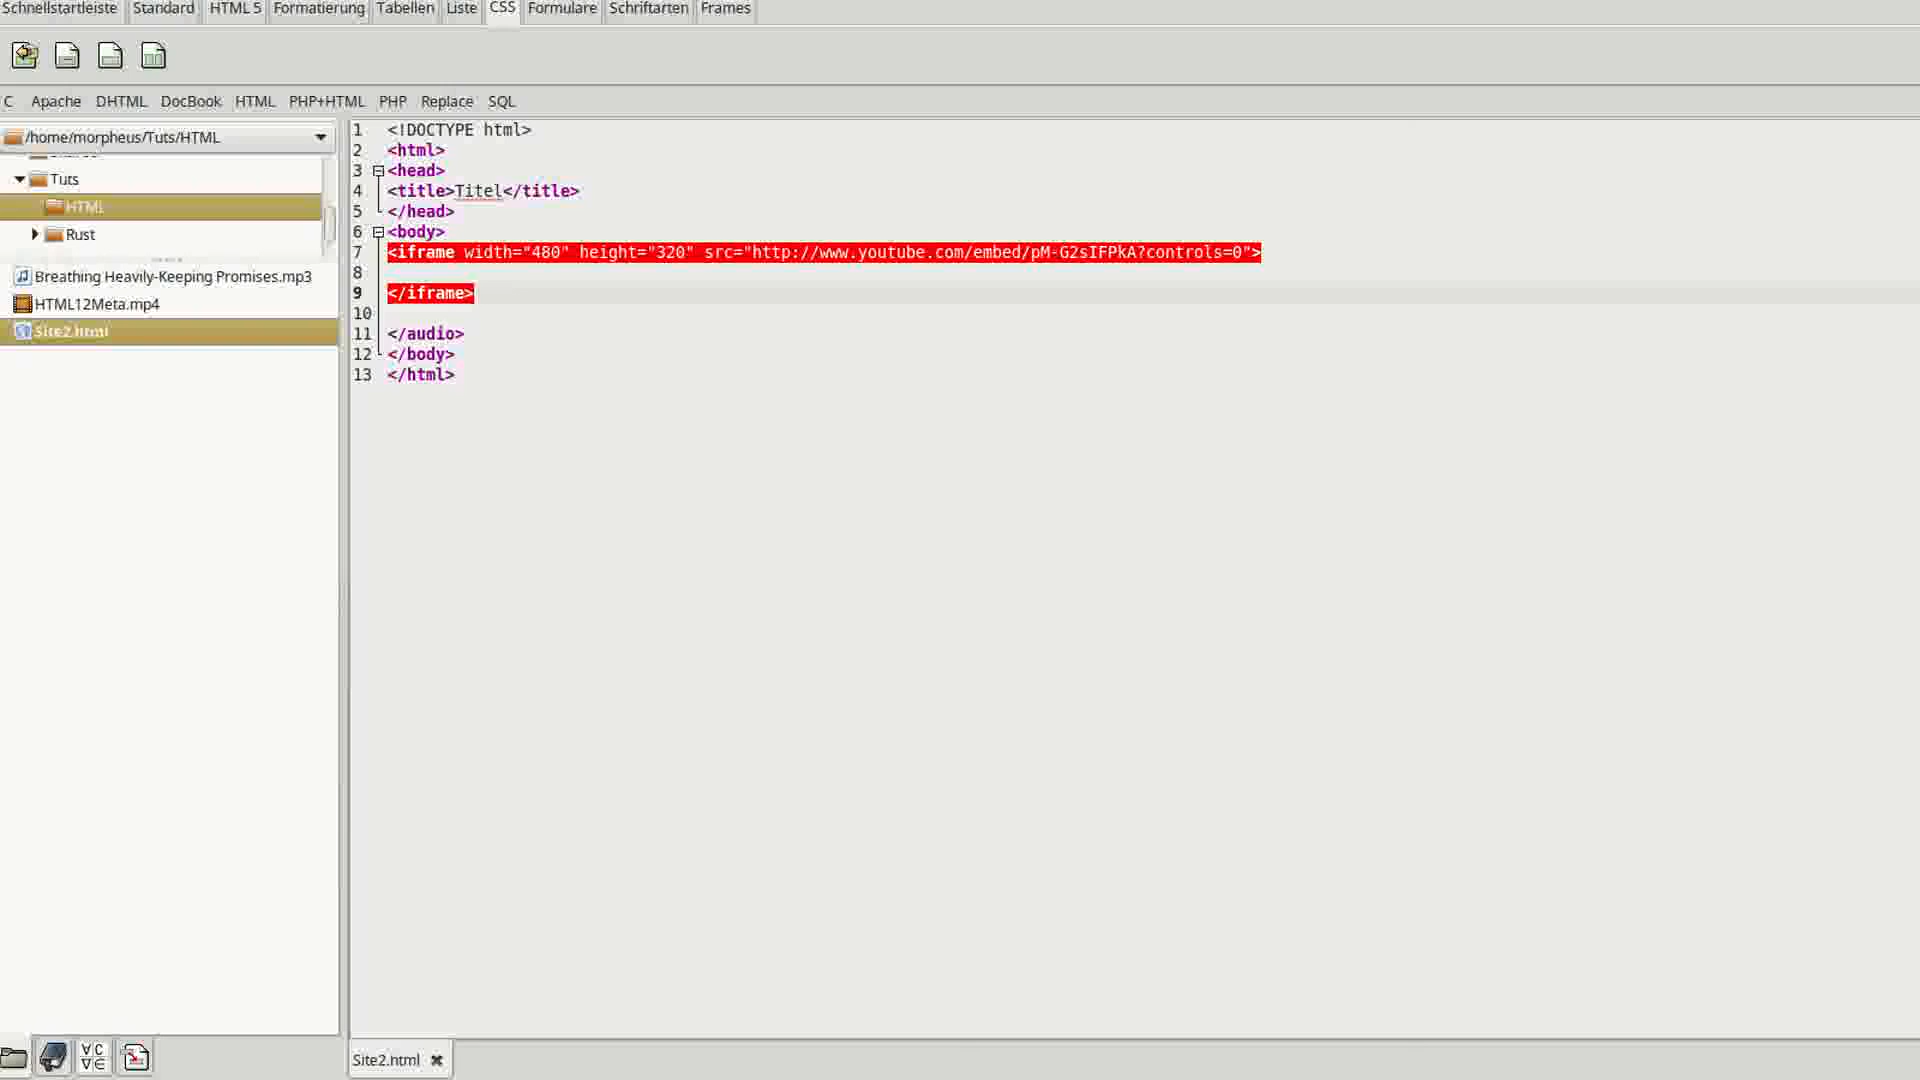 Schnellstartleiste Standard HTML 5 Formatierung Tabellen Liste CSS Formulare Schriftarten Frames
C Apache DHTML DocBook HTML PHP+HTML PHP Replace SQL
/home/morpheus/Tuts/HTML
Tuts
HTML
Rust
Breathing Heavily-Keeping Promises.mp3
HTML12Meta.mp4
Site2.html
1 <!DOCTYPE html>
2 <html>
3 <head>
4 <title>Titel</title>
5 </head>
6 <body>
7 <iframe width="480" height="320" src="http://www.youtube.com/embed/pM-G2sIFPkA?controls=0">
8
9 </iframe>
10
11 </audio>
12 </body>
13 </html>
Site2.html